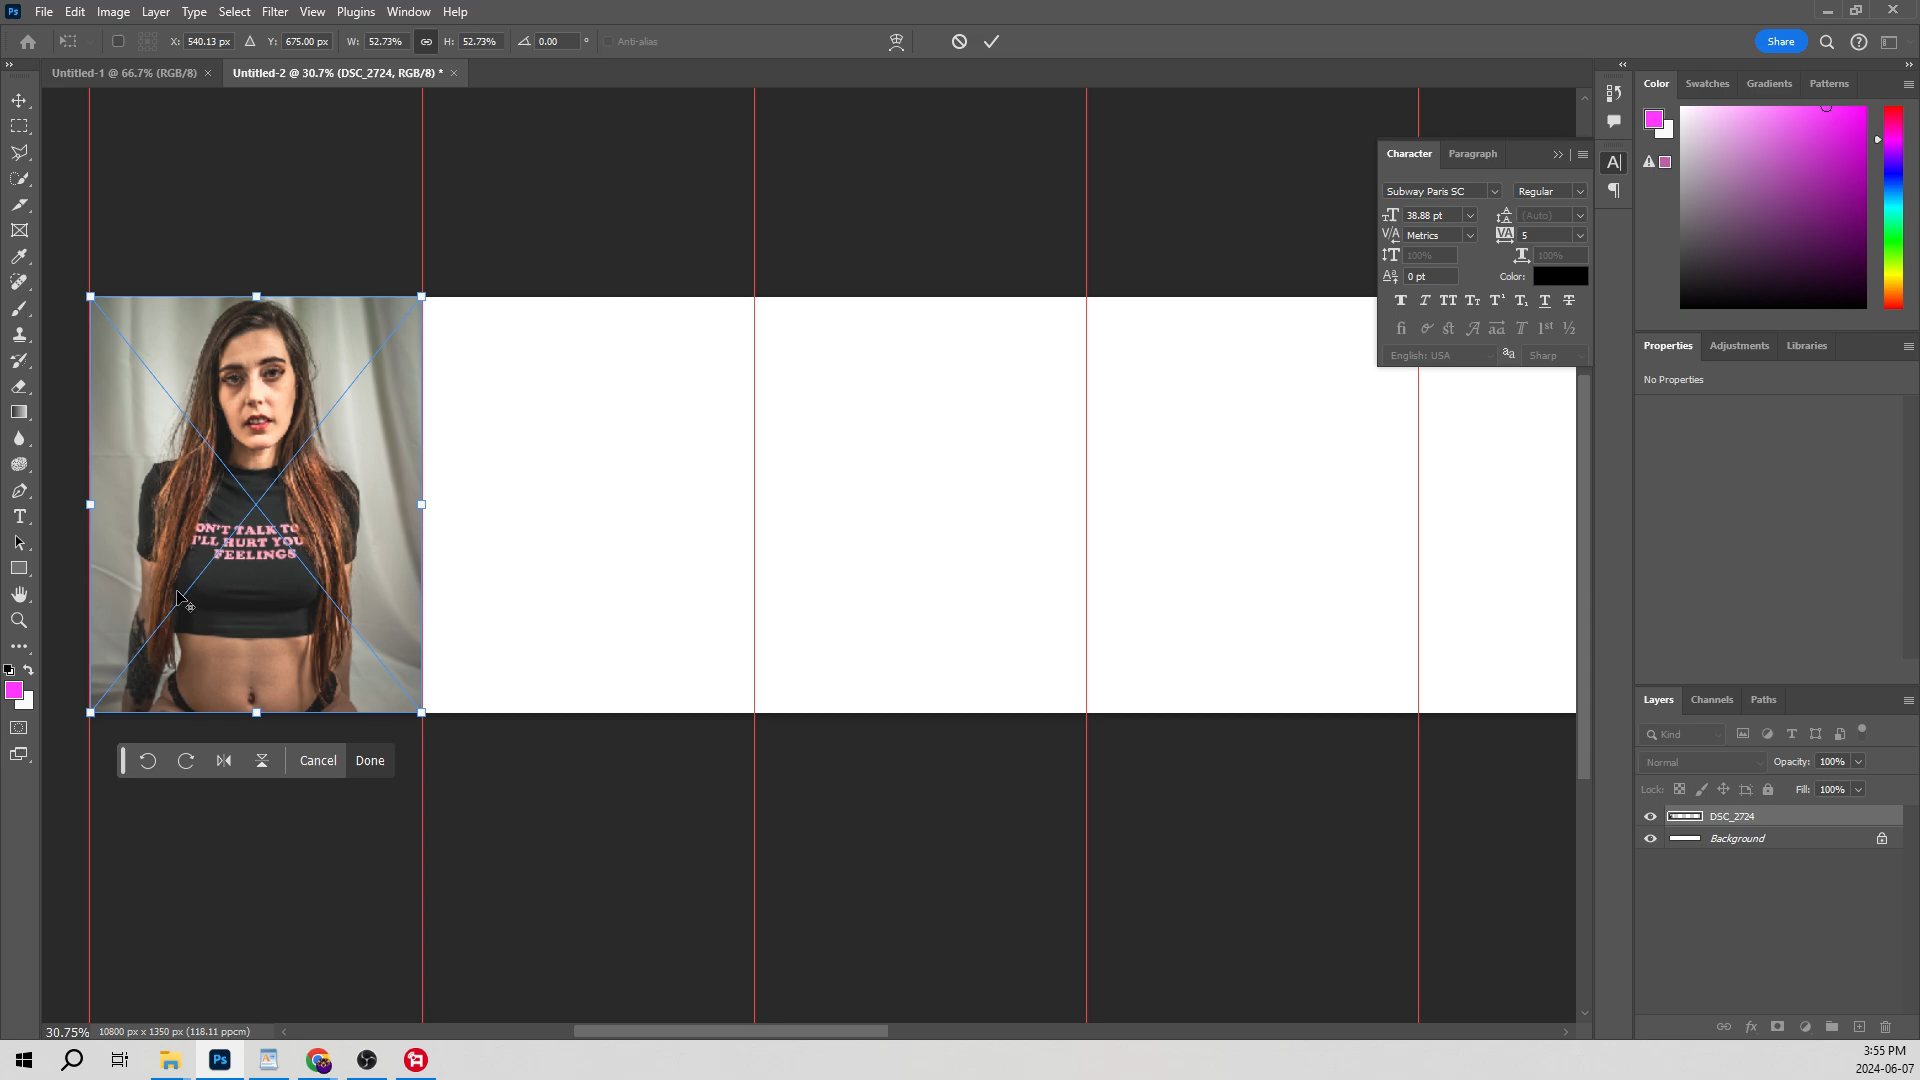 Ps File Edit Image Layer Type Select Filter View Plugins Window Help
X: 540.13 px Y: 675.00 px W: 52.73% H: 52.73% 0.00 ° Anti-alias Share
Untitled-1 @ 66.7% (RGB/8) × Untitled-2 @ 30.7% (DSC_2724, RGB/8) * ×
Color Swatches Gradients Patterns
Character Paragraph
Subway Paris SC Regular
38.88 pt (Auto)
Metrics 5
100% 100%
0 pt Color:
English: USA Sharp
ON'T TALK TO
I'LL HURT YOU
FEELINGS
Cancel Done
Properties Adjustments Libraries
No Properties
Layers Channels Paths
Kind
Normal Opacity: 100%
Lock: Fill: 100%
DSC_2724
Background
30.75% 10800 px x 1350 px (118.11 ppcm)
Ps
3:55 PM
2024-06-07